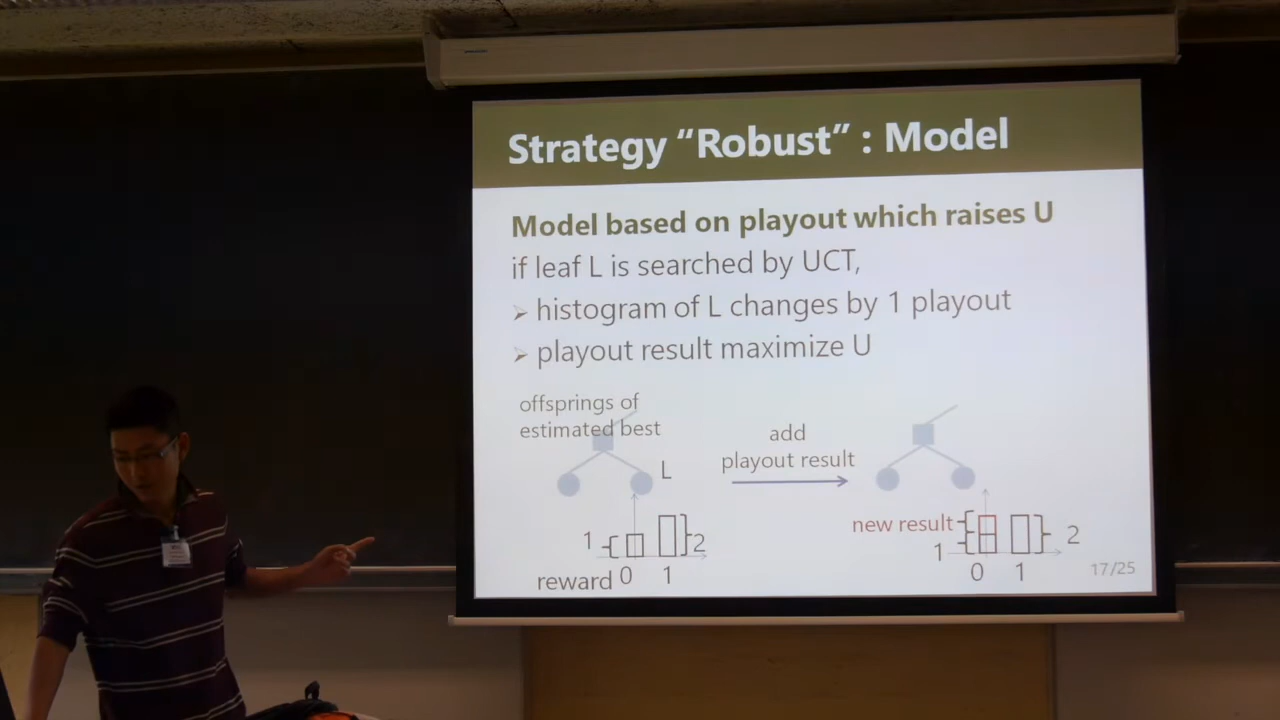 Strategy “Robust” : Model
Model based on playout which raises U
if leaf L is searched by UCT,
➢ histogram of L changes by 1 playout
➢ playout result maximize U
offsprings of
estimated best
L
add
playout result
1
2
reward 0 1
new result
1
2
0 1
17/25